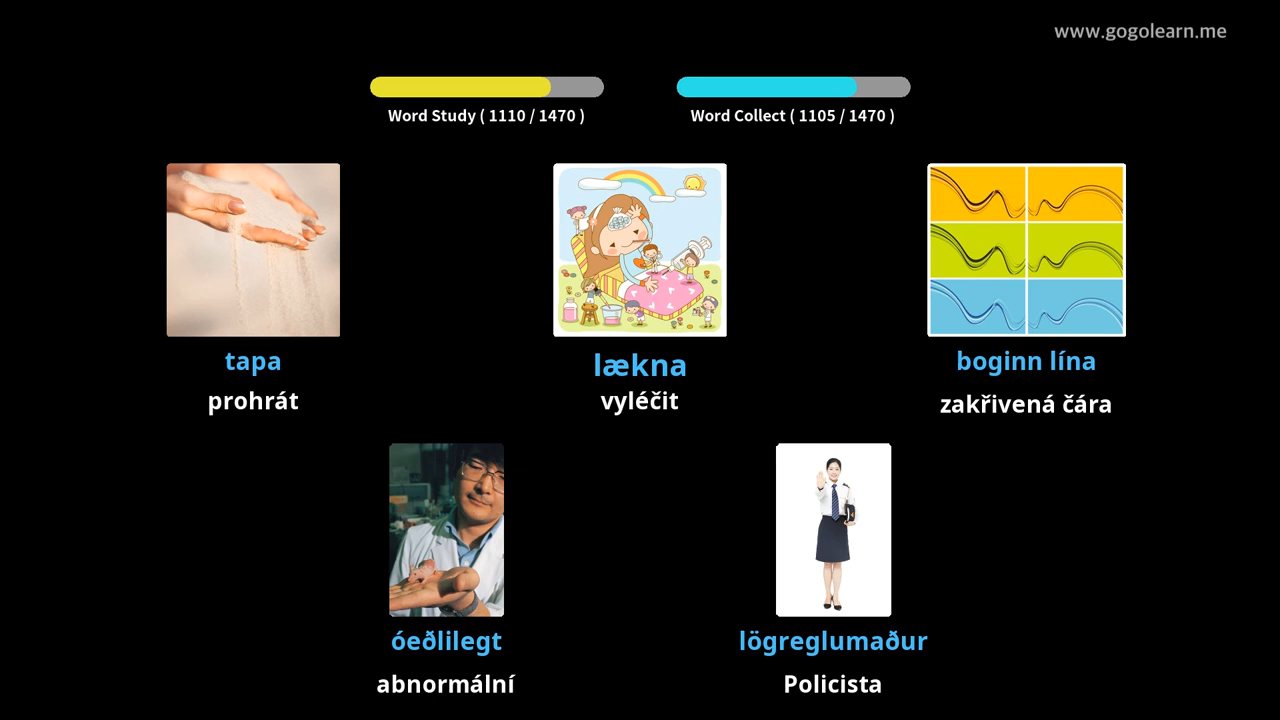 www.gogolearn.me
Word Study ( 1110 / 1470 )
Word Collect ( 1105 / 1470 )
tapa
prohrát
lækna
vyléčit
boginn lína
zakřivená čára
óeðlilegt
abnormální
lögreglumaður
Policista